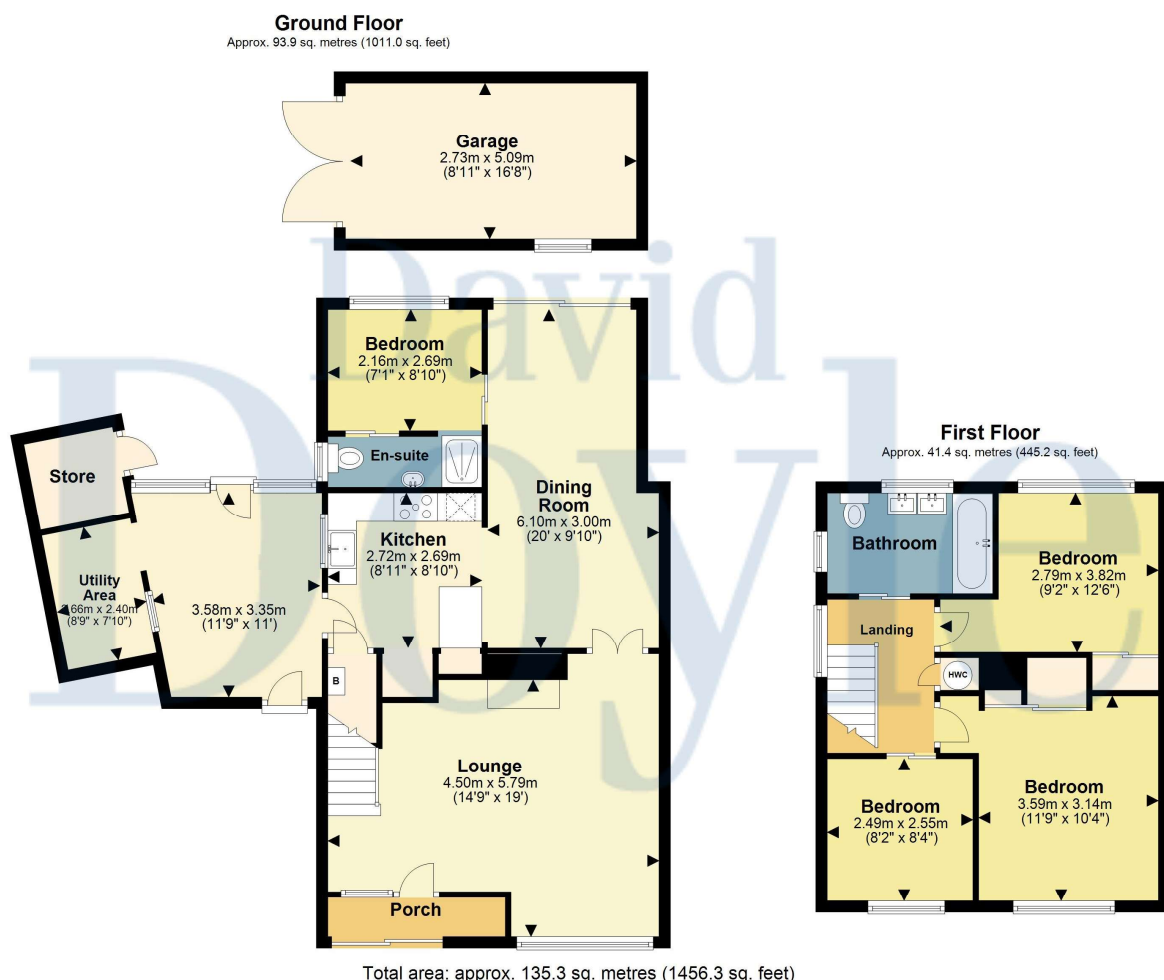 Ground Floor
Approx. 93.9 sq. metres (1011.0 sq. feet)
Garage
2.73m x 5.09m
(8'11" x 16'8")
David
Doyle
Bedroom
2.16m x 2.69m
(7'1" x 8'10")
En-suite
Store
Dining
Room
6.10m x 3.00m
(20' x 9'10")
Kitchen
2.72m x 2.69m
(8'11" x 8'10")
Utility
Area
2.66m x 2.40m
(8'9" x 7'10")
3.58m x 3.35m
(11'9" x 11')
B
Lounge
4.50m x 5.79m
(14'9" x 19')
Porch
First Floor
Approx. 41.4 sq. metres (445.2 sq. feet)
Bathroom
Bedroom
2.79m x 3.82m
(9'2" x 12'6")
Landing
HWC
Bedroom
3.59m x 3.14m
(11'9" x 10'4")
Bedroom
2.49m x 2.55m
(8'2" x 8'4")
Total area: approx. 135.3 sq. metres (1456.3 sq. feet)